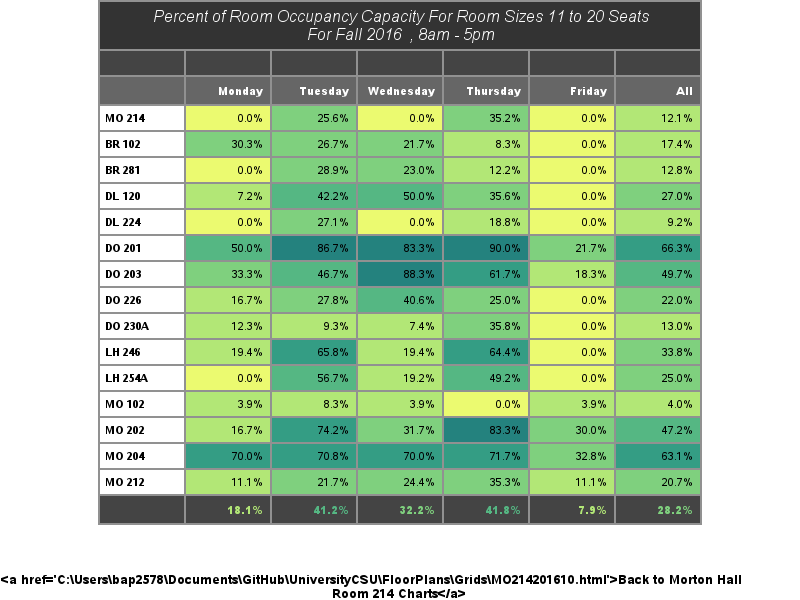 Percent of Room Occupancy Capacity For Room Sizes 11 to 20 Seats
For Fall 2016 , 8am - 5pm
Monday Tuesday Wednesday Thursday Friday All
MO 214 0.0% 25.6% 0.0% 35.2% 0.0% 12.1%
BR 102 30.3% 26.7% 21.7% 8.3% 0.0% 17.4%
BR 281 0.0% 28.9% 23.0% 12.2% 0.0% 12.8%
DL 120 7.2% 42.2% 50.0% 35.6% 0.0% 27.0%
DL 224 0.0% 27.1% 0.0% 18.8% 0.0% 9.2%
DO 201 50.0% 86.7% 83.3% 90.0% 21.7% 66.3%
DO 203 33.3% 46.7% 88.3% 61.7% 18.3% 49.7%
DO 226 16.7% 27.8% 40.6% 25.0% 0.0% 22.0%
DO 230A 12.3% 9.3% 7.4% 35.8% 0.0% 13.0%
LH 246 19.4% 65.8% 19.4% 64.4% 0.0% 33.8%
LH 254A 0.0% 56.7% 19.2% 49.2% 0.0% 25.0%
MO 102 3.9% 8.3% 3.9% 0.0% 3.9% 4.0%
MO 202 16.7% 74.2% 31.7% 83.3% 30.0% 47.2%
MO 204 70.0% 70.8% 70.0% 71.7% 32.8% 63.1%
MO 212 11.1% 21.7% 24.4% 35.3% 11.1% 20.7%
18.1% 41.2% 32.2% 41.8% 7.9% 28.2%
<a href='C:\Users\bap2578\Documents\GitHub\UniversityCSU\FloorPlans\Grids\MO214201610.html'>Back to Morton Hall
Room 214 Charts</a>